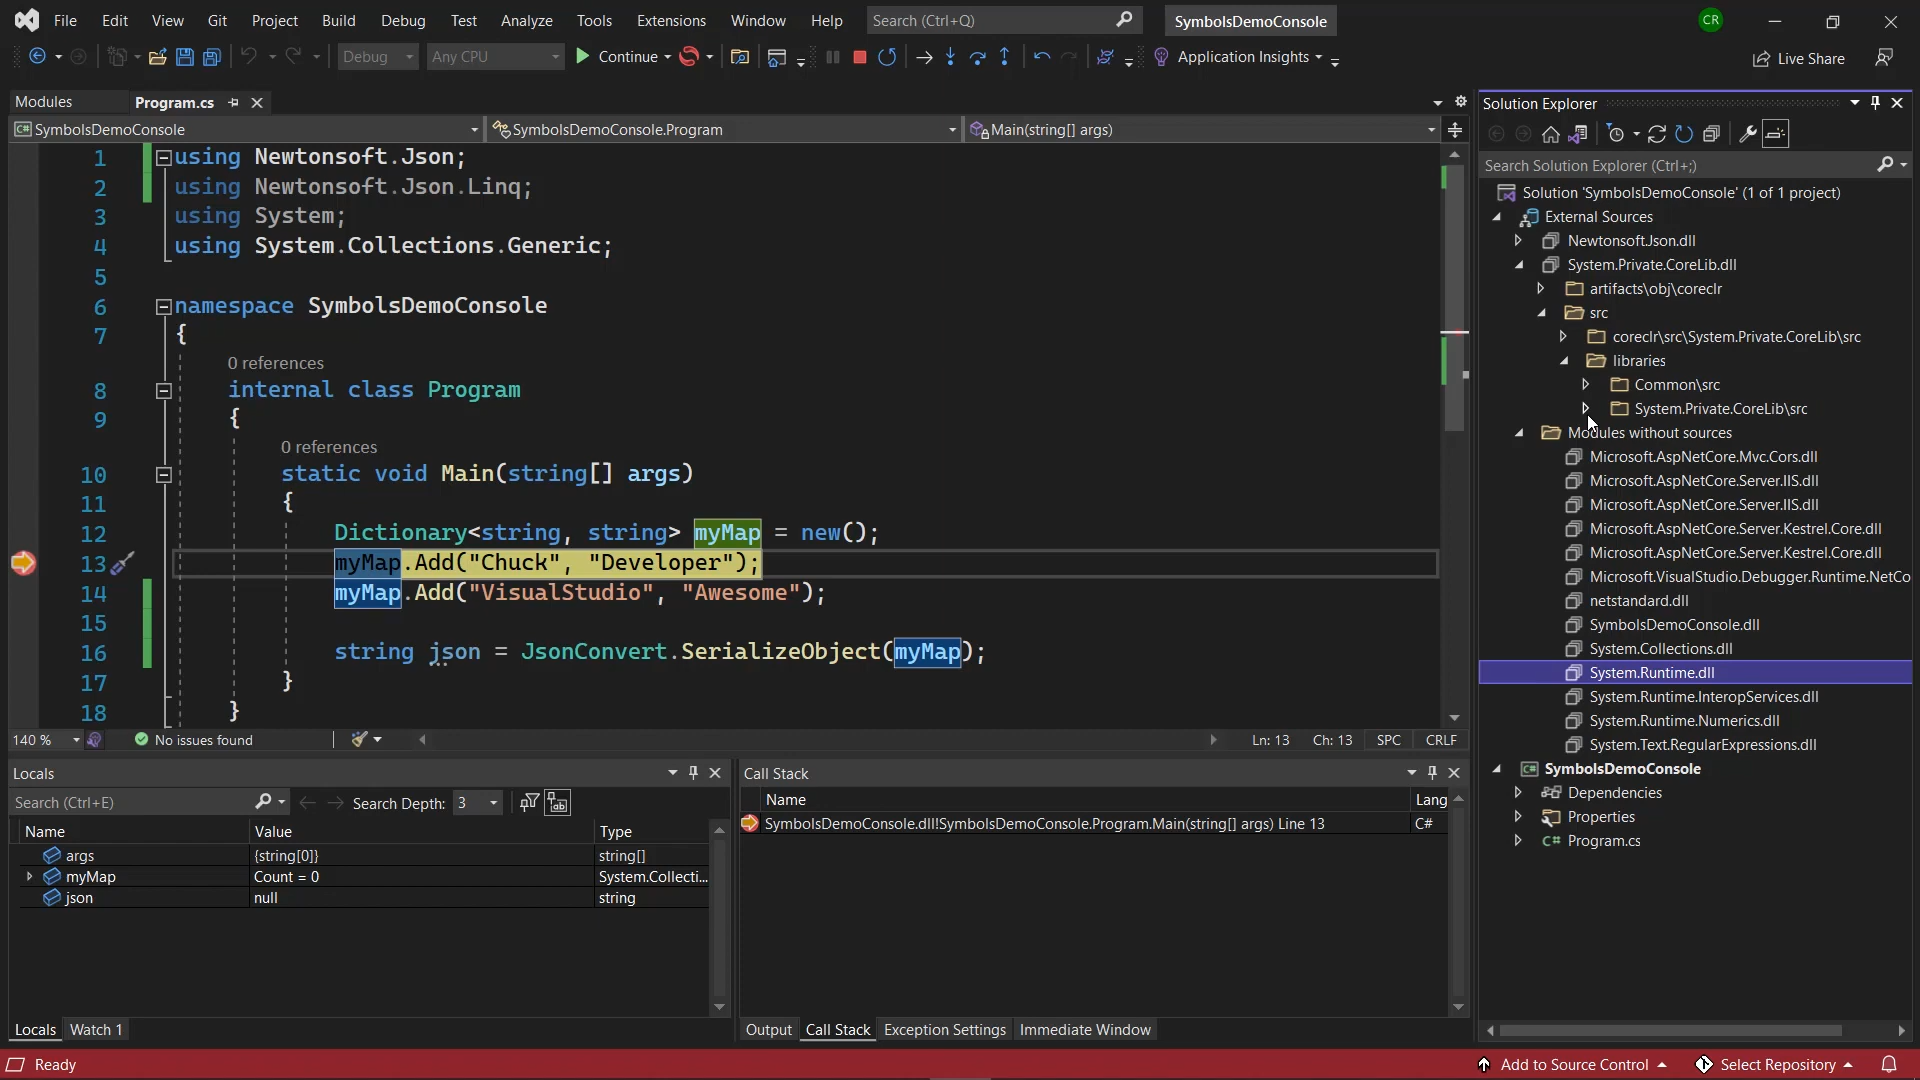 File Edit View Git Project Build Debug Test Analyze Tools Extensions Window Help Search (Ctrl+Q) SymbolsDemoConsole CR
Debug Any CPU Continue Application Insights Live Share
Modules Program.cs
SymbolsDemoConsole SymbolsDemoConsole.Program Main(string[] args)
1 using Newtonsoft.Json;
2 using Newtonsoft.Json.Linq;
3 using System;
4 using System.Collections.Generic;
5
6 namespace SymbolsDemoConsole
7 {
0 references
8 internal class Program
9 {
0 references
10 static void Main(string[] args)
11 {
12 Dictionary<string, string> myMap = new();
13 myMap.Add("Chuck", "Developer");
14 myMap.Add("VisualStudio", "Awesome");
15
16 string json = JsonConvert.SerializeObject(myMap);
17 }
18 }
140 % No issues found Ln: 13 Ch: 13 SPC CRLF
Locals
Search (Ctrl+E) Search Depth: 3
Name Value Type
args {string[0]} string[]
myMap Count = 0 System.Collecti...
json null string
Locals Watch 1
Call Stack
Name Lang
SymbolsDemoConsole.dll!SymbolsDemoConsole.Program.Main(string[] args) Line 13 C#
Output Call Stack Exception Settings Immediate Window
Solution Explorer
Search Solution Explorer (Ctrl+;)
Solution 'SymbolsDemoConsole' (1 of 1 project)
External Sources
Newtonsoft.Json.dll
System.Private.CoreLib.dll
artifacts\obj\coreclr
src
coreclr\src\System.Private.CoreLib\src
libraries
Common\src
System.Private.CoreLib\src
Modules without sources
Microsoft.AspNetCore.Mvc.Cors.dll
Microsoft.AspNetCore.Server.IIS.dll
Microsoft.AspNetCore.Server.IIS.dll
Microsoft.AspNetCore.Server.Kestrel.Core.dll
Microsoft.AspNetCore.Server.Kestrel.Core.dll
Microsoft.VisualStudio.Debugger.Runtime.NetCo
netstandard.dll
SymbolsDemoConsole.dll
System.Collections.dll
System.Runtime.dll
System.Runtime.InteropServices.dll
System.Runtime.Numerics.dll
System.Text.RegularExpressions.dll
C# SymbolsDemoConsole
Dependencies
Properties
C# Program.cs
Ready Add to Source Control Select Repository